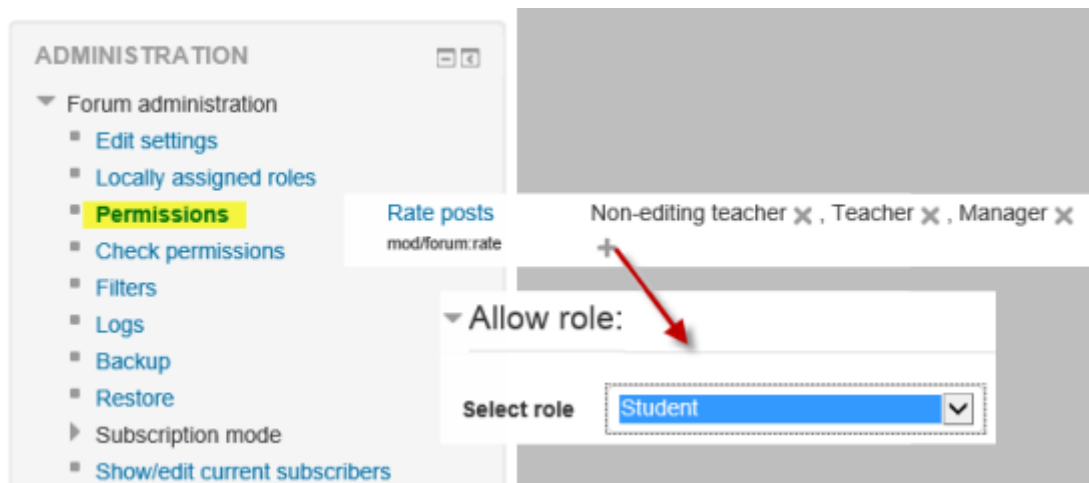 ADMINISTRATION
Forum administration
Edit settings
Locally assigned roles
Permissions
Check permissions
Filters
Logs
Backup
Restore
Subscription mode
Show/edit current subscribers
Rate posts Non-editing teacher , Teacher , Manager
mod/forum:rate
Allow role:
Select role Student